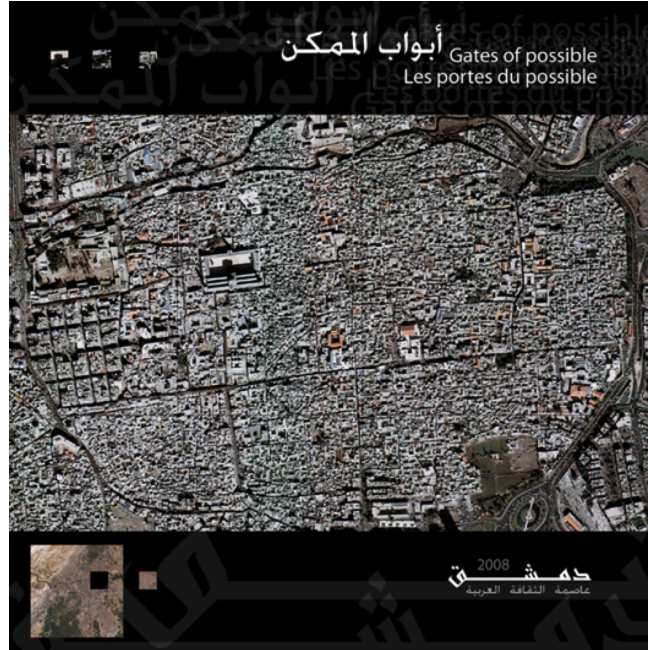 أبواب الممكن
Gates of possible
Les portes du possible
2008
دمشق
عاصمة الثقافة العربية